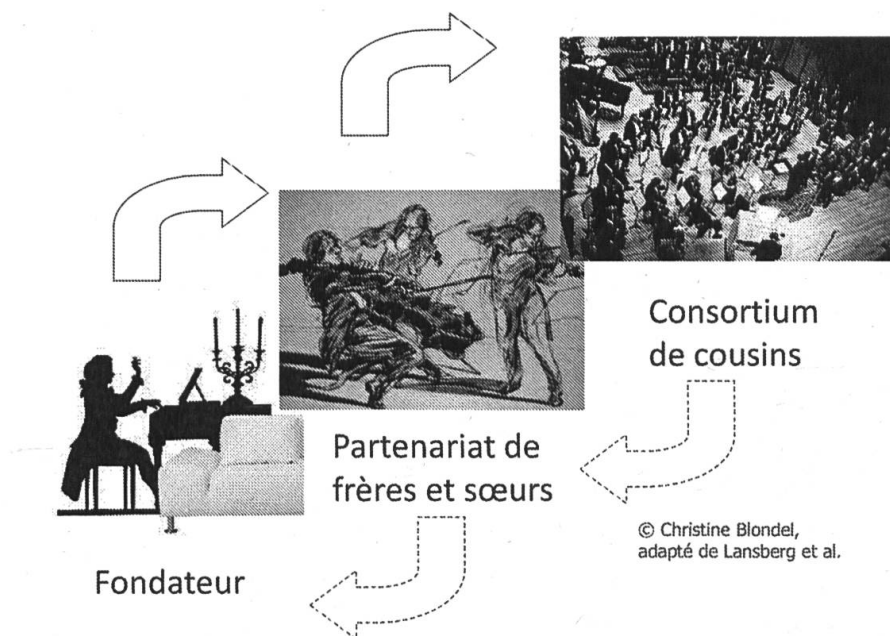 Consortium
de cousins
Partenariat de
frères et sœurs
© Christine Blondel,
adapté de Lansberg et al.
Fondateur